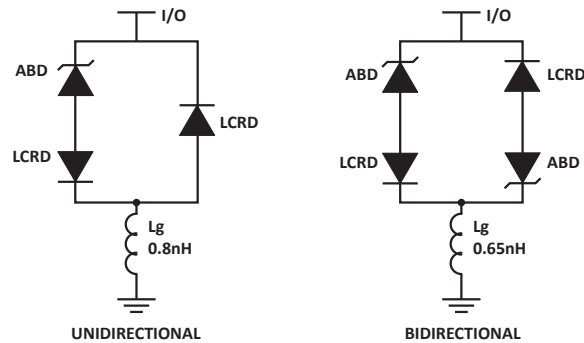 I/O
ABD
LCRD
LCRD
Lg
0.8nH
UNIDIRECTIONAL
I/O
ABD
LCRD
LCRD
ABD
Lg
0.65nH
BIDIRECTIONAL